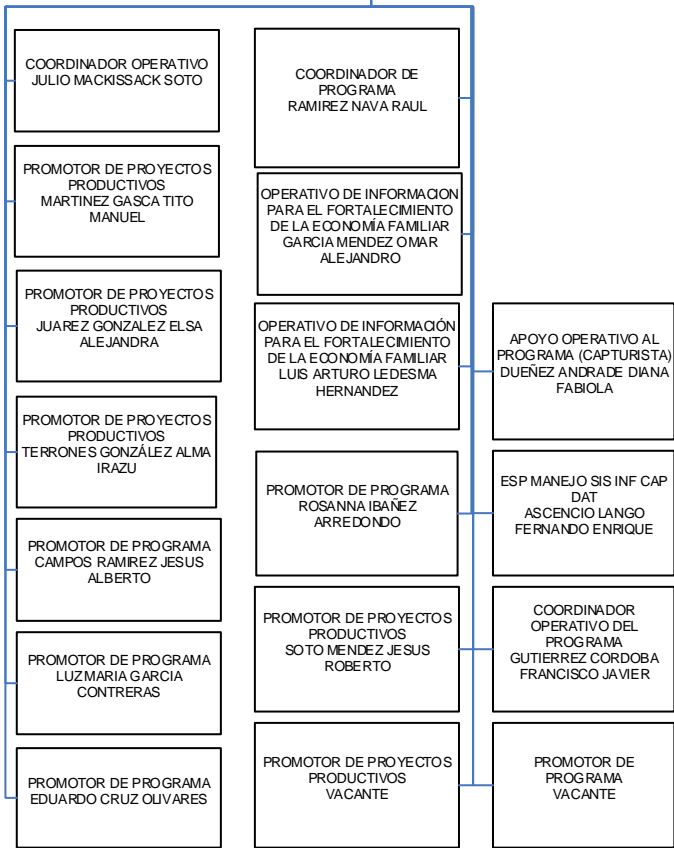 COORDINADOR OPERATIVO
JULIO MACKISSACK SOTO
PROMOTOR DE PROYECTOS
PRODUCTIVOS
MARTINEZ GASCA TITO
MANUEL
PROMOTOR DE PROYECTOS
PRODUCTIVOS
JUAREZ GONZALEZ ELSA
ALEJANDRA
PROMOTOR DE PROYECTOS
PRODUCTIVOS
TERRONES GONZÁLEZ ALMA
IRAZU
PROMOTOR DE PROGRAMA
CAMPOS RAMIREZ JESUS
ALBERTO
PROMOTOR DE PROGRAMA
LUZ MARIA GARCIA
CONTRERAS
PROMOTOR DE PROGRAMA
EDUARDO CRUZ OLIVARES
COORDINADOR DE
PROGRAMA
RAMIREZ NAVA RAUL
OPERATIVO DE INFORMACION
PARA EL FORTALECIMIENTO
DE LA ECONOMÍA FAMILIAR
GARCIA MENDEZ OMAR
ALEJANDRO
OPERATIVO DE INFORMACIÓN
PARA EL FORTALECIMIENTO
DE LA ECONOMÍA FAMILIAR
LUIS ARTURO LEDESMA
HERNANDEZ
PROMOTOR DE PROGRAMA
ROSANNA IBAÑEZ
ARREDONDO
PROMOTOR DE PROYECTOS
PRODUCTIVOS
SOTO MENDEZ JESUS
ROBERTO
PROMOTOR DE PROYECTOS
PRODUCTIVOS
VACANTE
APOYO OPERATIVO AL
PROGRAMA (CAPTURISTA)
DUEÑEZ ANDRADE DIANA
FABIOLA
ESP MANEJO SIS INF CAP
DAT
ASCENCIO LANGO
FERNANDO ENRIQUE
COORDINADOR
OPERATIVO DEL
PROGRAMA
GUTIERREZ CORDOBA
FRANCISCO JAVIER
PROMOTOR DE
PROGRAMA
VACANTE